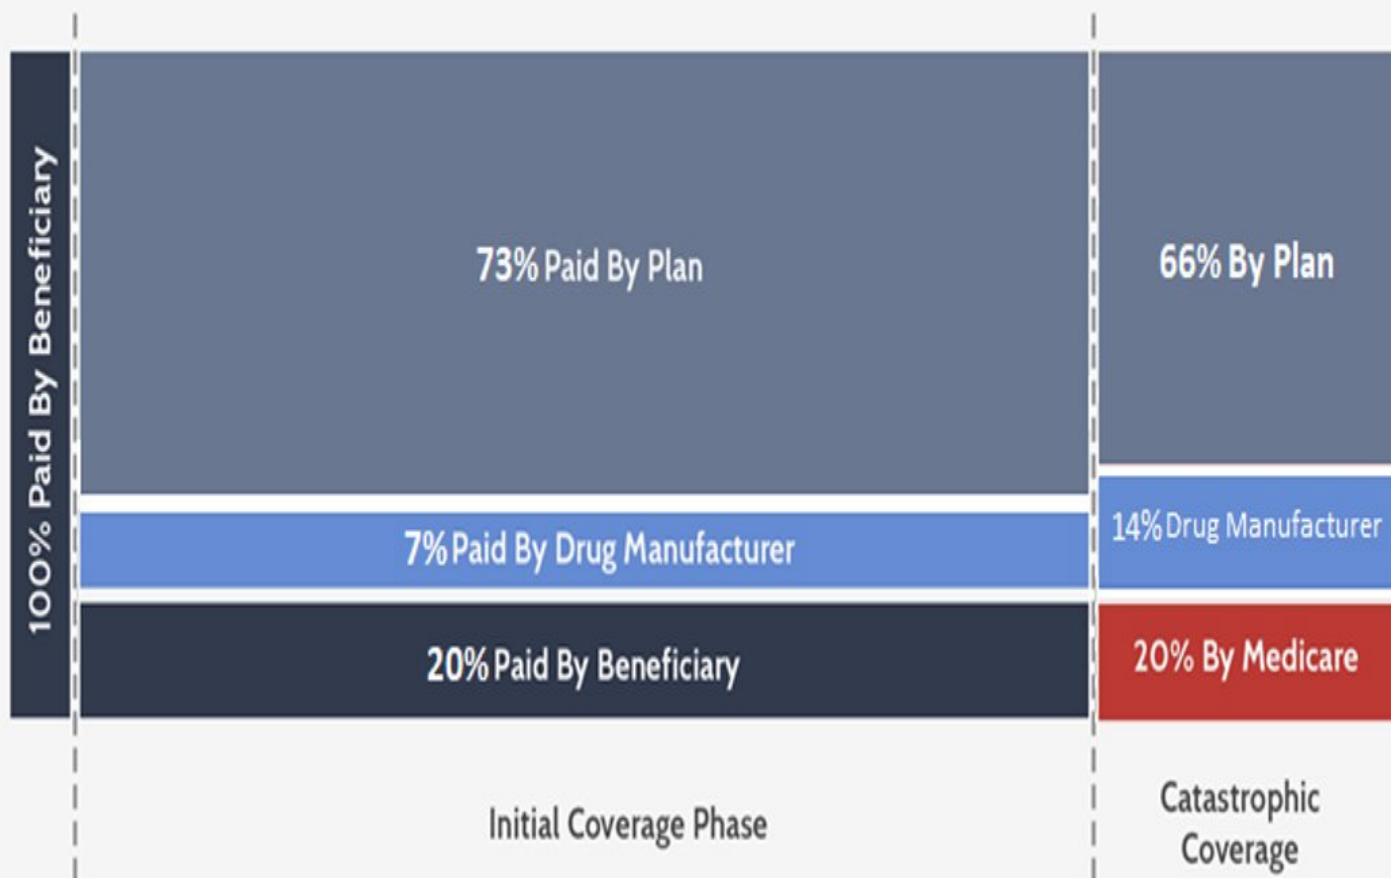 100% Paid By Beneficiary
73% Paid By Plan
7% Paid By Drug Manufacturer
20% Paid By Beneficiary
66% By Plan
14% Drug Manufacturer
20% By Medicare
Initial Coverage Phase
Catastrophic
Coverage